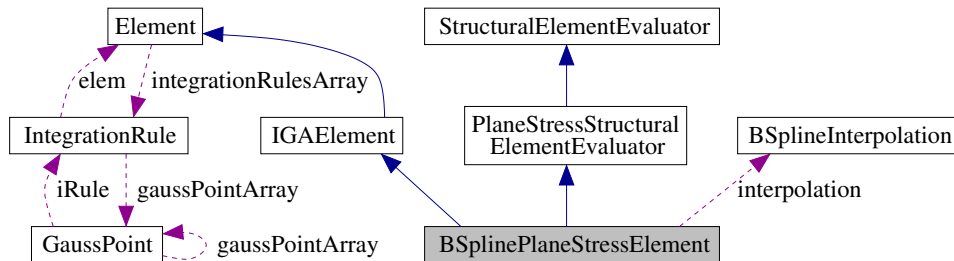 Element
StructuralElementEvaluator
elem
integrationRulesArray
IntegrationRule
IGAElement
PlaneStressStructural
ElementEvaluator
BSplineInterpolation
iRule
gaussPointArray
interpolation
GaussPoint
gaussPointArray
BSplinePlaneStressElement